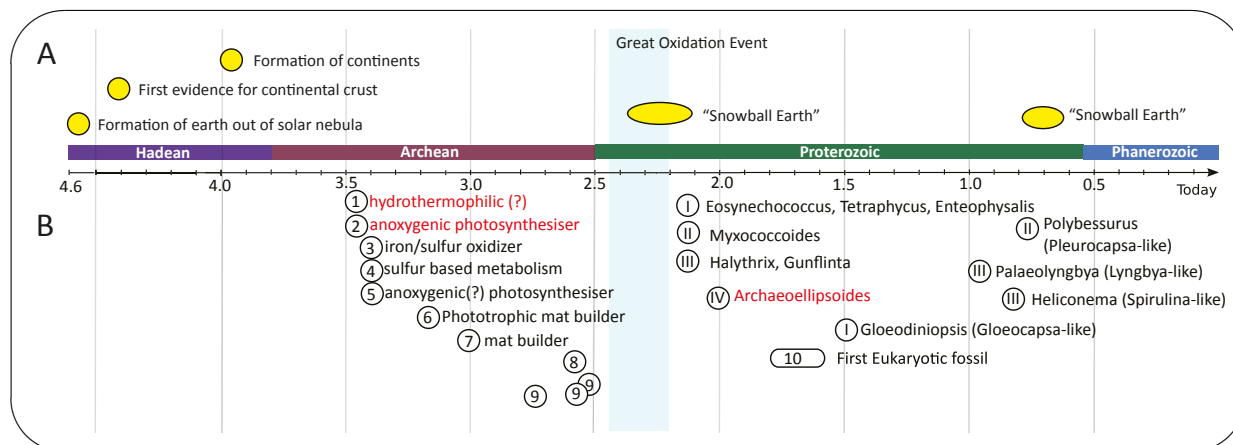 A
Great Oxidation Event
Formation of continents
First evidence for continental crust
"Snowball Earth"
"Snowball Earth"
Formation of earth out of solar nebula
Hadean
Archean
Proterozoic
Phanerozoic
4.6
4.0
3.5
3.0
2.5
2.0
1.5
1.0
0.5
Today
B
1 hydrothermophilic (?)
2 anoxygenic photosynthesiser
3 iron/sulfur oxidizer
4 sulfur based metabolism
5 anoxygenic(?) photosynthesiser
6 Phototrophic mat builder
7 mat builder
8
9
9
9
I Eosynechococcus, Tetraphycus, Enteophysalis
II Myxococcoides
III Halythrix, Gunflinta
IV Archaeoellipsoides
I Gloeodiniopsis (Gloeocapsa-like)
10 First Eukaryotic fossil
II Polybessurus
(Pleurocapsa-like)
III Palaeolyngbya (Lyngbya-like)
III Heliconema (Spirulina-like)